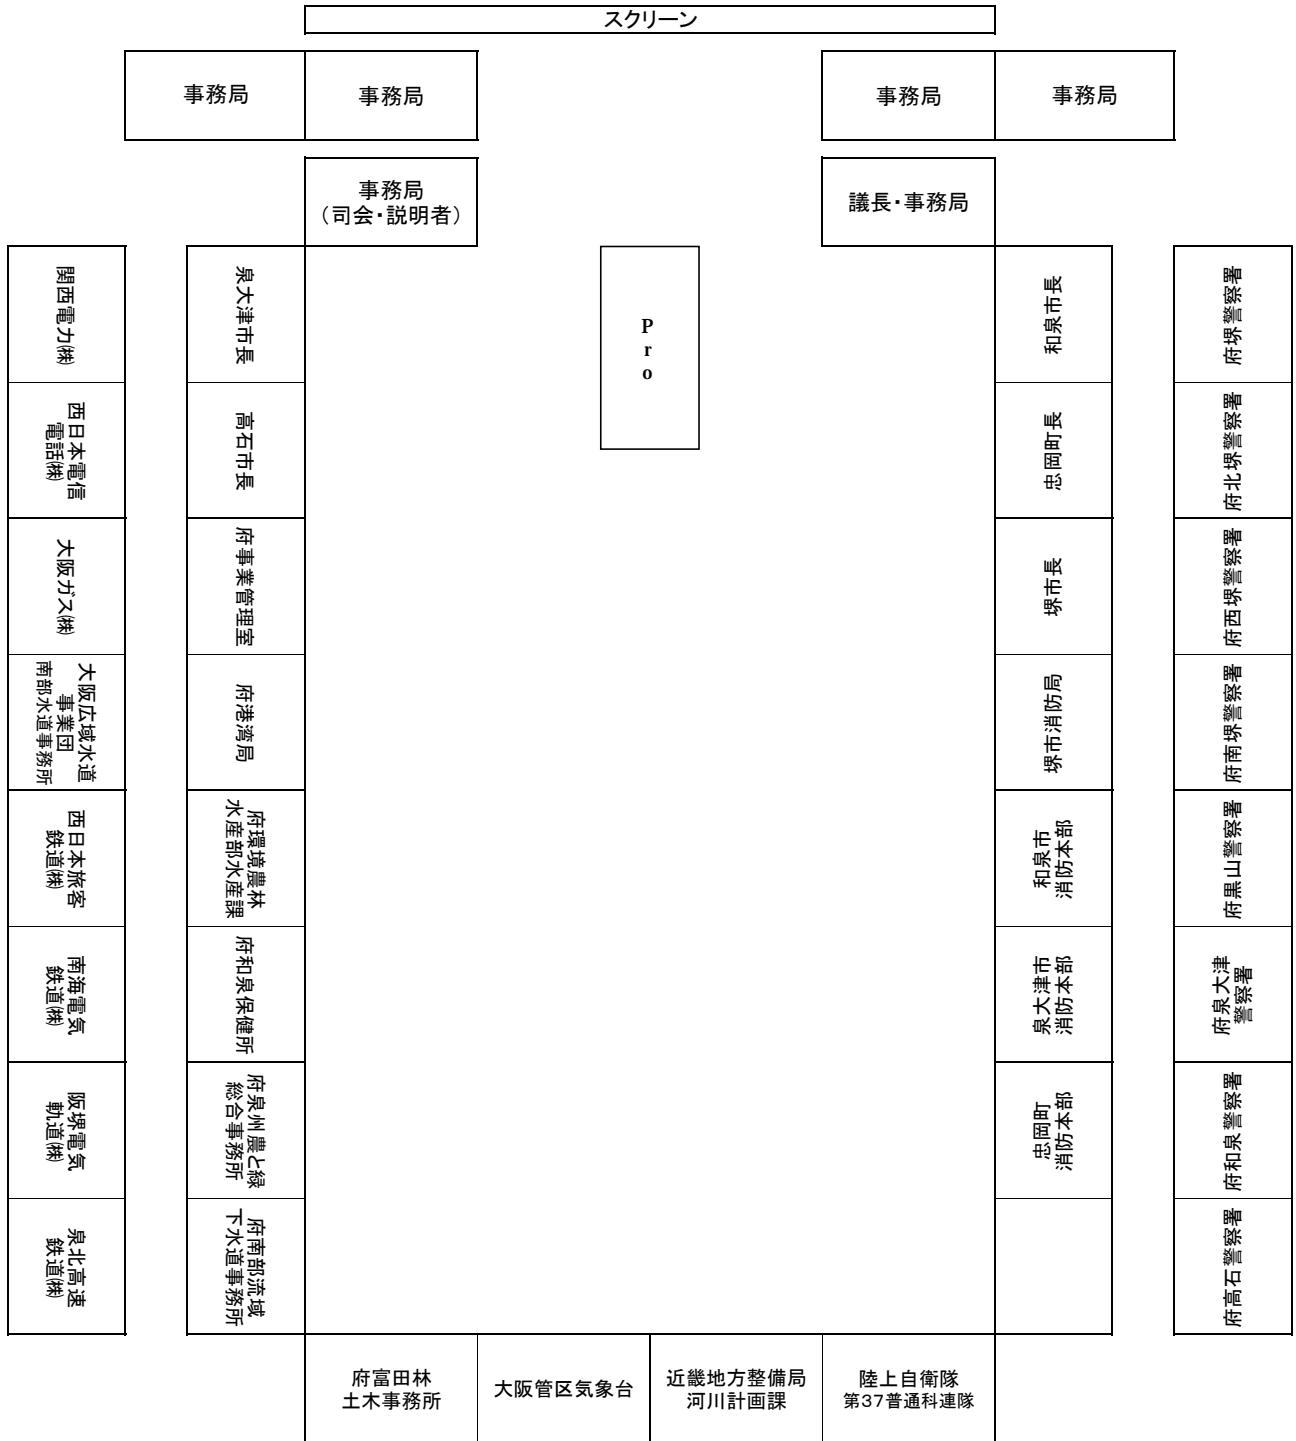 スクリーン
事務局
事務局
事務局
事務局
事務局
（司会・説明者）
議長・事務局
関西電力㈱
西日本電信
電話㈱
大阪ガス㈱
大阪広域水道
事業団
南部水道事務所
西日本旅客
鉄道㈱
南海電気
鉄道㈱
阪堺電気
軌道㈱
泉北高速
鉄道㈱
泉大津市長
高石市長
府事業管理室
府港湾局
府環境農林
水産部水産課
府和泉保健所
府泉州農と緑
総合事務所
府南部流域
下水道事務所
Pro
和泉市長
忠岡町長
堺市長
堺市消防局
和泉市
消防本部
泉大津市
消防本部
忠岡町
消防本部
府堺警察署
府北堺警察署
府西堺警察署
府南堺警察署
府黒山警察署
府泉大津
警察署
府和泉警察署
府高石警察署
府富田林
土木事務所
大阪管区気象台
近畿地方整備局
河川計画課
陸上自衛隊
第37普通科連隊